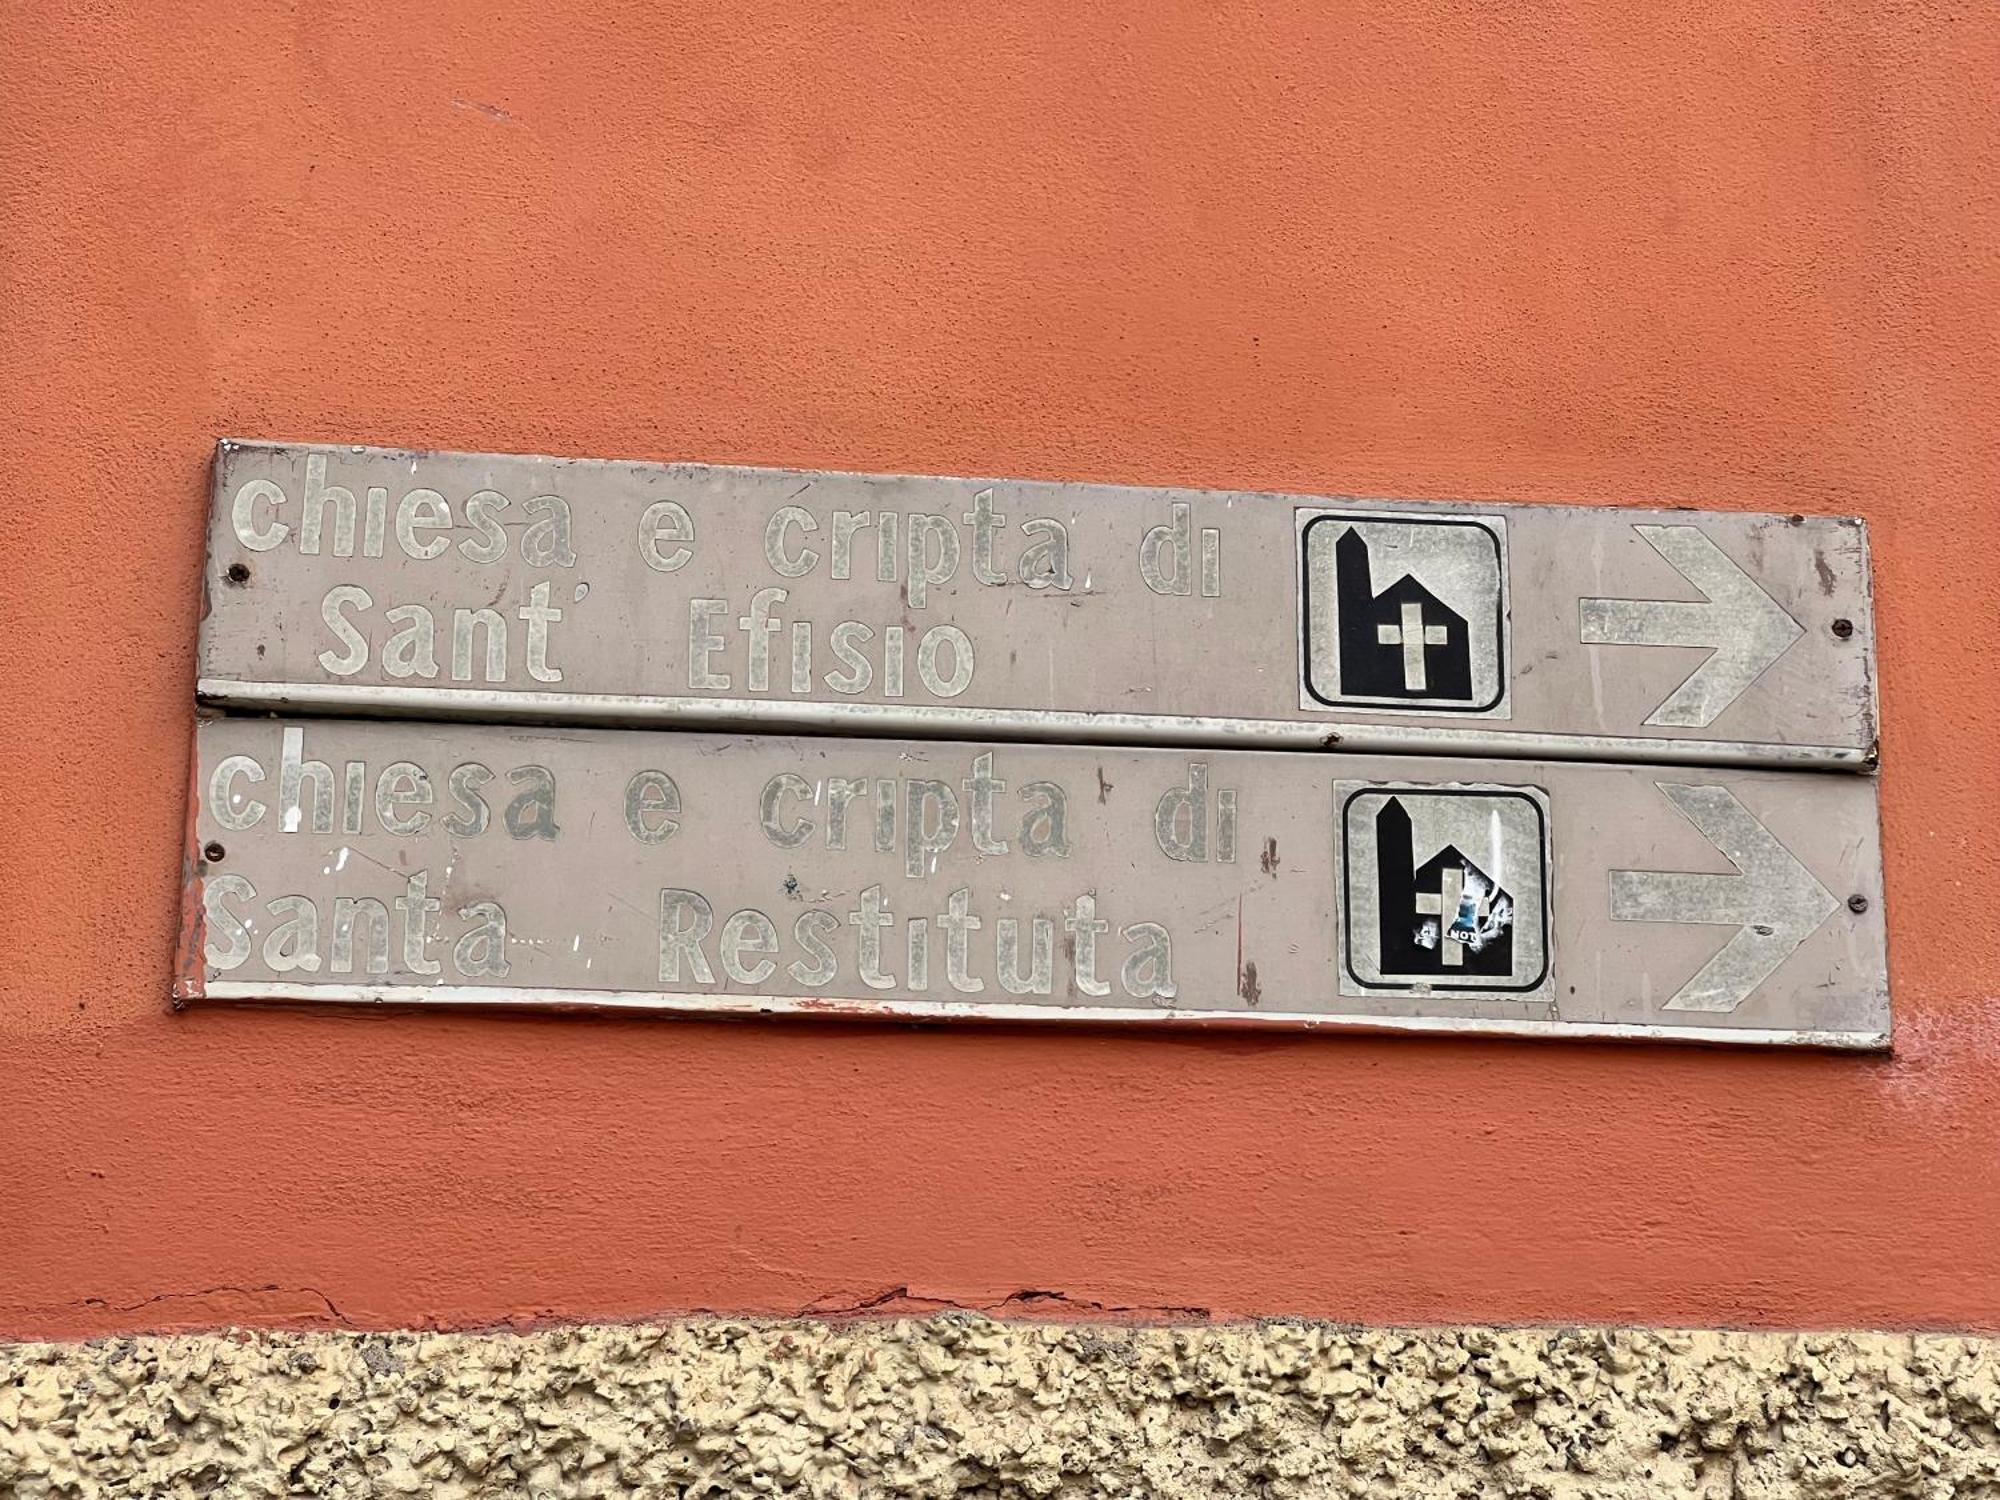 chiesa e cripta di
Sant' Efisio
chiesa e cripta di
Santa Restituta